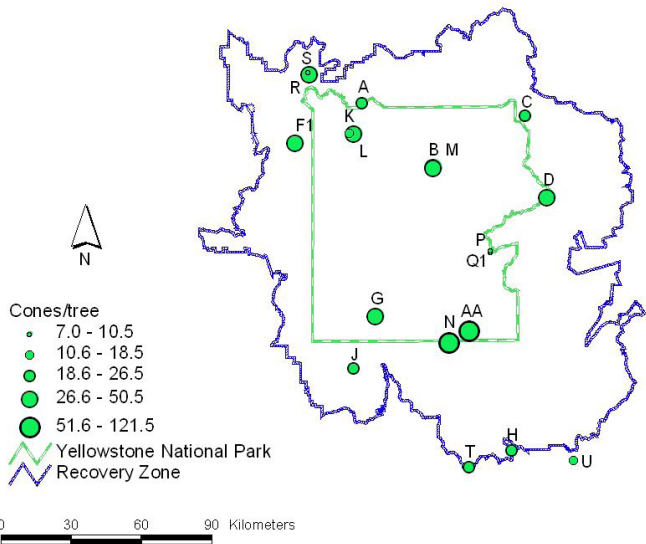 S
R
A
C
K
L
F1
B M
D
P
Q1
G
AA
N
J
H
T
U
N
Cones/tree
7.0 - 10.5
10.6 - 18.5
18.6 - 26.5
26.6 - 50.5
51.6 - 121.5
Yellowstone National Park
Recovery Zone
0 30 60 90 Kilometers